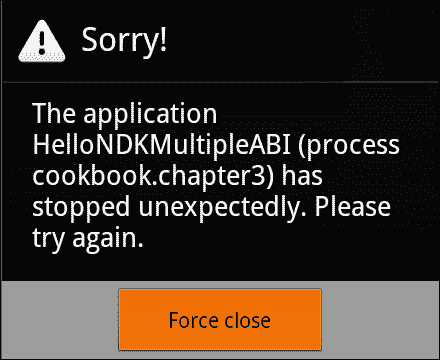 Sorry!
The application
HelloNDKMultipleABI (process
cookbook.chapter3) has
stopped unexpectedly. Please
try again.
Force close